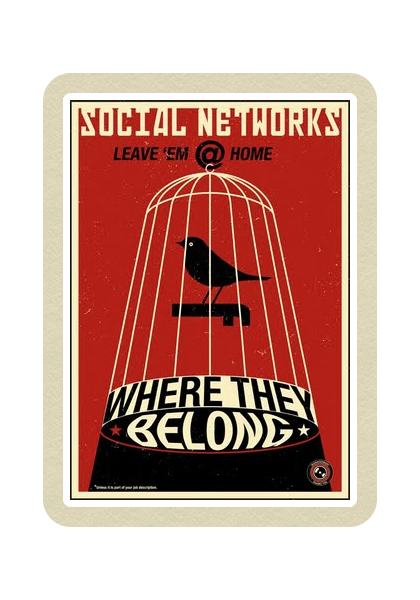 SOCIAL NETWORKS
LEAVE 'EM @ HOME
WHERE THEY
BELONG
*Unless it is part of your job description.